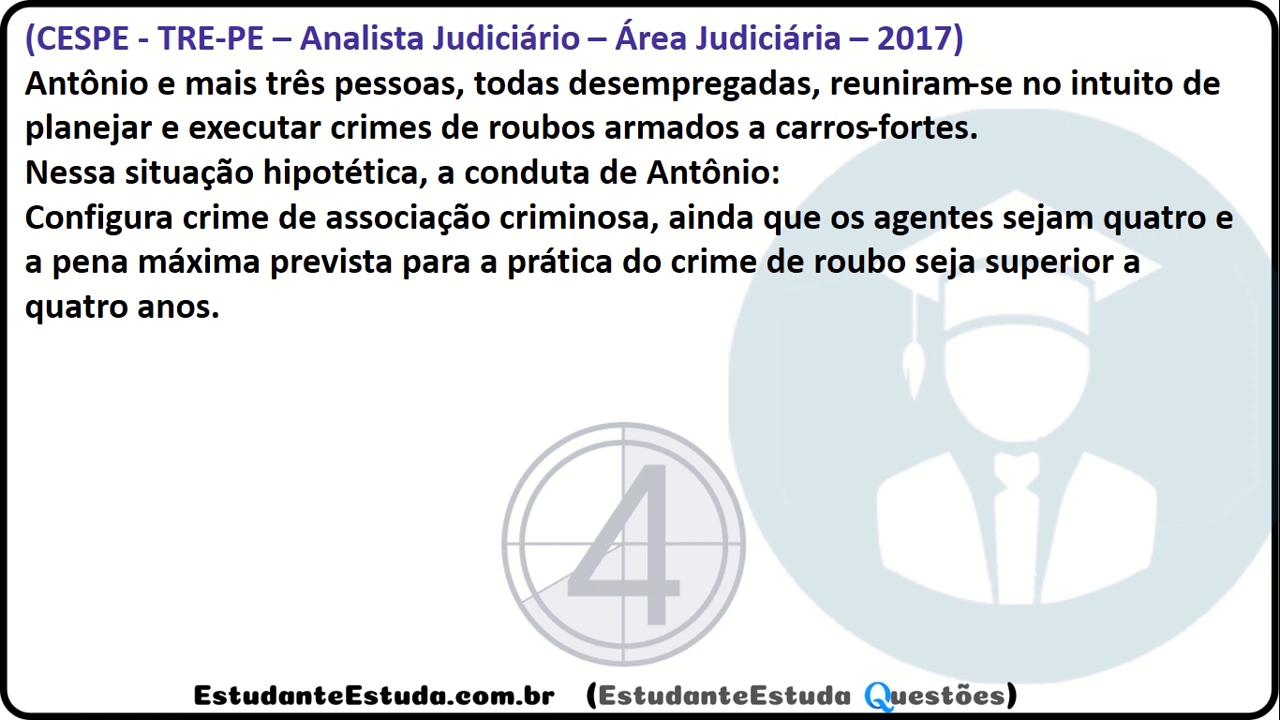 (CESPE - TRE-PE – Analista Judiciário – Área Judiciária – 2017)
Antônio e mais três pessoas, todas desempregadas, reuniram-se no intuito de
planejar e executar crimes de roubos armados a carros-fortes.
Nessa situação hipotética, a conduta de Antônio:
Configura crime de associação criminosa, ainda que os agentes sejam quatro e
a pena máxima prevista para a prática do crime de roubo seja superior a
quatro anos.
4
EstudanteEstuda.com.br (EstudanteEstuda Questões)